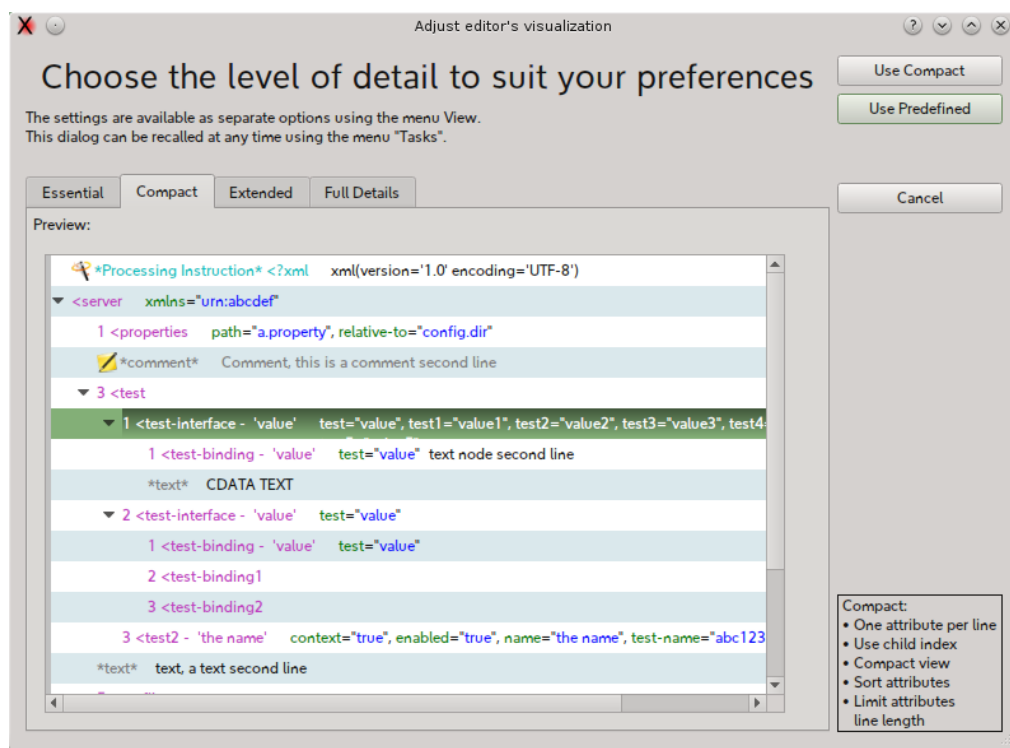 Adjust editor's visualization
Choose the level of detail to suit your preferences
Use Compact
The settings are available as separate options using the menu View.
Use Predefined
This dialog can be recalled at any time using the menu "Tasks".
Essential Compact Extended Full Details
Cancel
Preview:
*Processing Instruction* <?xml xml(version='1.0' encoding='UTF-8')
<server xmlns="urn:abcdef"
1 <properties path="a.property", relative-to="config.dir"
*comment* Comment, this is a comment second line
3 <test
1 <test-interface - 'value' test="value", test1="value1", test2="value2", test3="value3", test4=
1 <test-binding - 'value' test="value" text node second line
*text* CDATA TEXT
2 <test-interface - 'value' test="value"
1 <test-binding - 'value' test="value"
2 <test-binding1
3 <test-binding2
3 <test2 - 'the name' context="true", enabled="true", name="the name", test-name="abc123
*text* text, a text second line
Compact:
• One attribute per line
• Use child index
• Compact view
• Sort attributes
• Limit attributes
line length